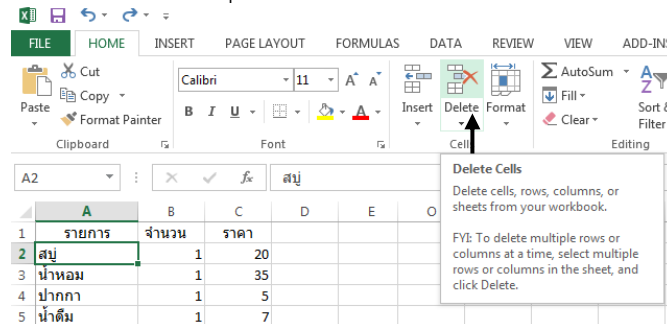 FILE HOME INSERT PAGE LAYOUT FORMULAS DATA REVIEW VIEW ADD-INS
Cut
Copy
Format Painter
Paste
Clipboard
Calibri 11 A A
B I U A
Font
Insert Delete Format
Cells
AutoSum
Fill
Clear
Sort &
Filter
Editing
A2 fx สบู่
Delete Cells
Delete cells, rows, columns, or
sheets from your workbook.
FYI: To delete multiple rows or
columns at a time, select multiple
rows or columns in the sheet, and
click Delete.
A B C D E
1 รายการ จำนวน ราคา
2 สบู่ 1 20
3 น้ำหอม 1 35
4 ปากกา 1 5
5 น้ำดื่ม 1 7